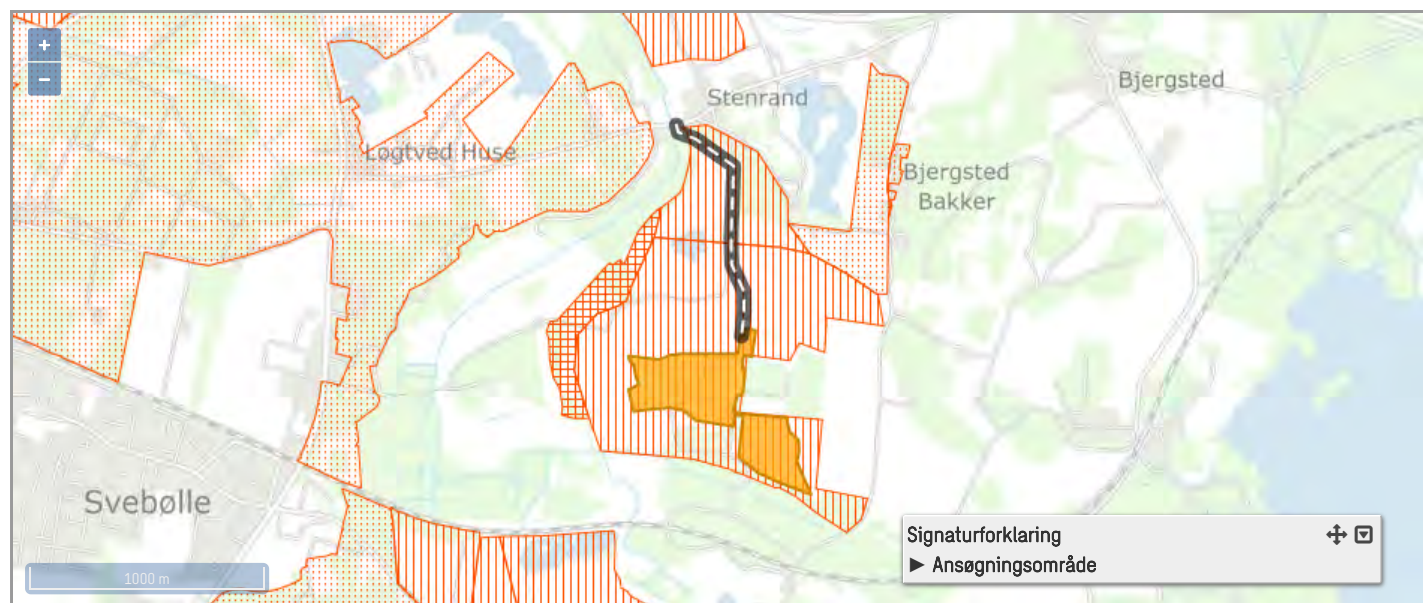 +
−
Stenrand
Bjergsted
Løgtved Huse
Bjergsted
Bakker
Svebølle
Signaturforklaring
► Ansøgningsområde
1000 m